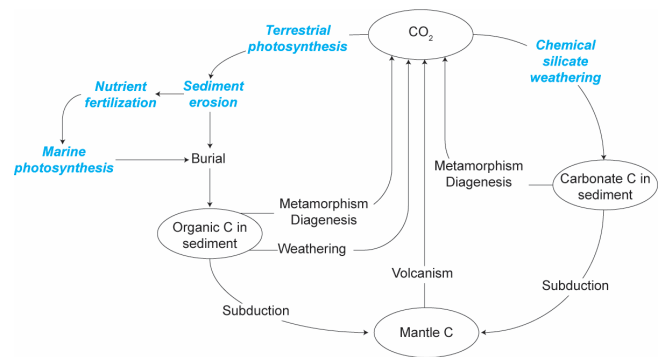 Terrestrial
photosynthesis
CO₂
Chemical
silicate
weathering
Nutrient
fertilization
Sediment
erosion
Marine
photosynthesis
Burial
Metamorphism
Diagenesis
Carbonate C in
sediment
Metamorphism
Diagenesis
Organic C in
sediment
Weathering
Volcanism
Subduction
Subduction
Mantle C